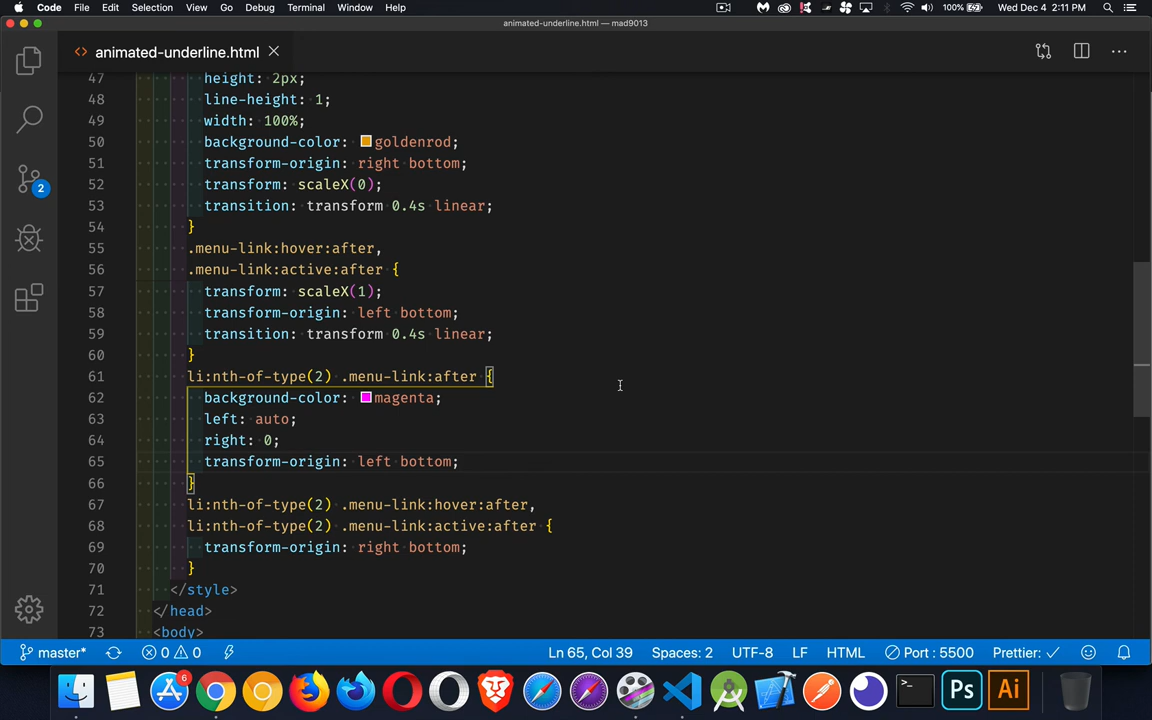 Code File Edit Selection View Go Debug Terminal Window Help 100% Wed Dec 4 2:11 PM
animated-underline.html — mad9013
<> animated-underline.html
47 height: 2px;
48 line-height: 1;
49 width: 100%;
50 background-color: goldenrod;
51 transform-origin: right bottom;
52 transform: scaleX(0);
53 transition: transform 0.4s linear;
54 }
55 .menu-link:hover:after,
56 .menu-link:active:after {
57 transform: scaleX(1);
58 transform-origin: left bottom;
59 transition: transform 0.4s linear;
60 }
61 li:nth-of-type(2) .menu-link:after {
62 background-color: magenta;
63 left: auto;
64 right: 0;
65 transform-origin: left bottom;
66 }
67 li:nth-of-type(2) .menu-link:hover:after,
68 li:nth-of-type(2) .menu-link:active:after {
69 transform-origin: right bottom;
70 }
71 </style>
72 </head>
73 <body>
2
master* 0 0 Ln 65, Col 39 Spaces: 2 UTF-8 LF HTML Port : 5500 Prettier: ✓
6
>_
Ps
Ai